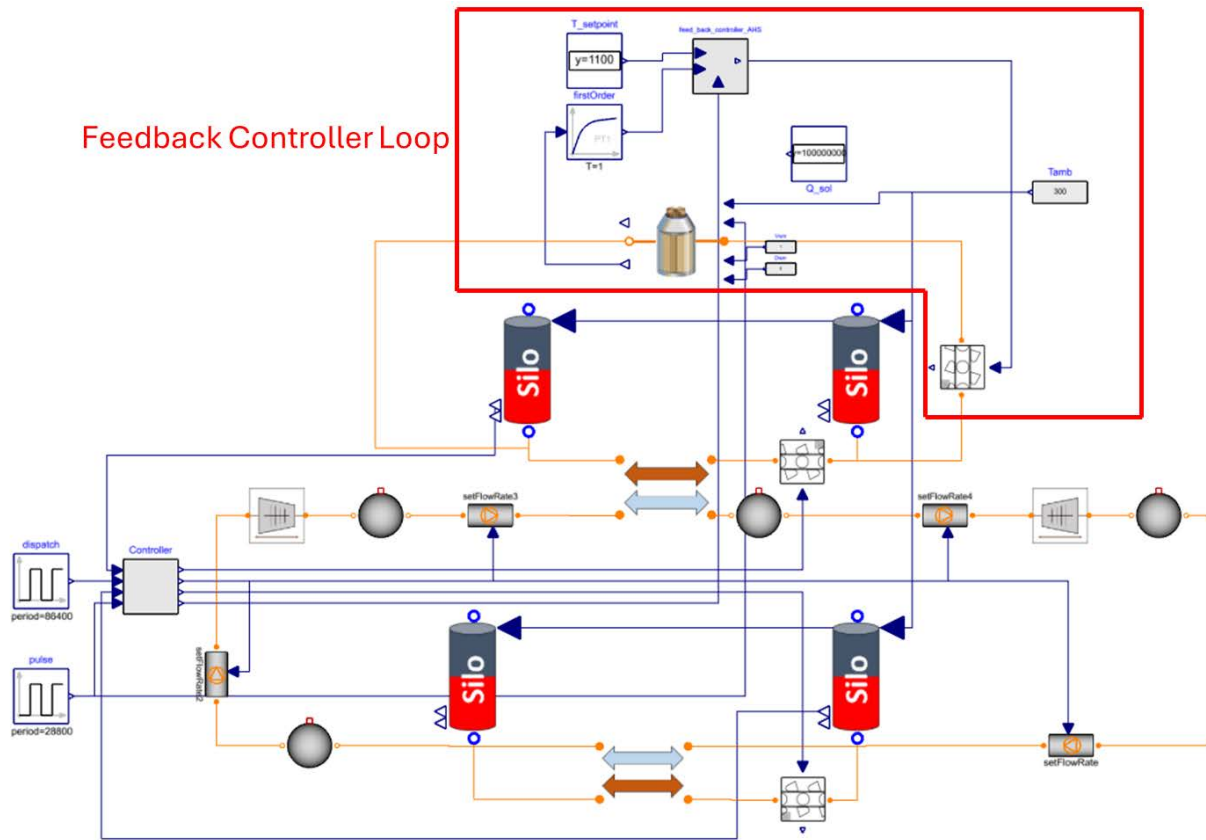 T_setpoint
feed_back_controller_AHS
y=1100
firstOrder
PT1
T=1
Feedback Controller Loop
y=100000000
Q_sol
Tamb
300
Silo
Silo
setFlowRate3
setFlowRate4
dispatch
period=86400
Controller
pulse
period=28800
setFlowRate2
Silo
Silo
setFlowRate